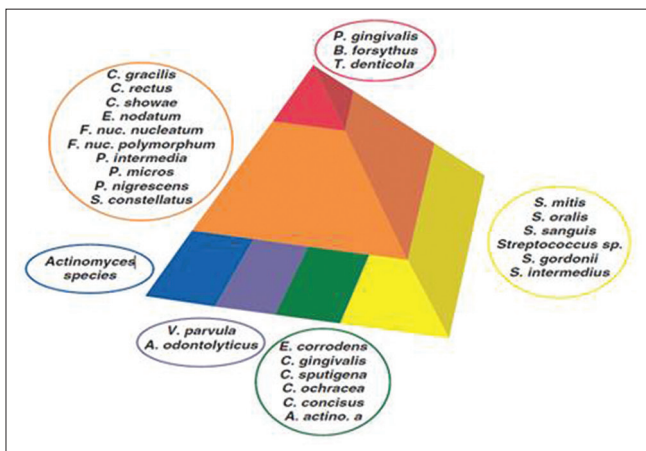 P. gingivalis
B. forsythus
T. denticola
C. gracilis
C. rectus
C. showae
E. nodatum
F. nuc. nucleatum
F. nuc. polymorphum
P. intermedia
P. micros
P. nigrescens
S. constellatus
S. mitis
S. oralis
S. sanguis
Streptococcus sp.
S. gordonii
S. intermedius
Actinomyces
species
V. parvula
A. odontolyticus
E. corrodens
C. gingivalis
C. sputigena
C. ochracea
C. concisus
A. actino. a